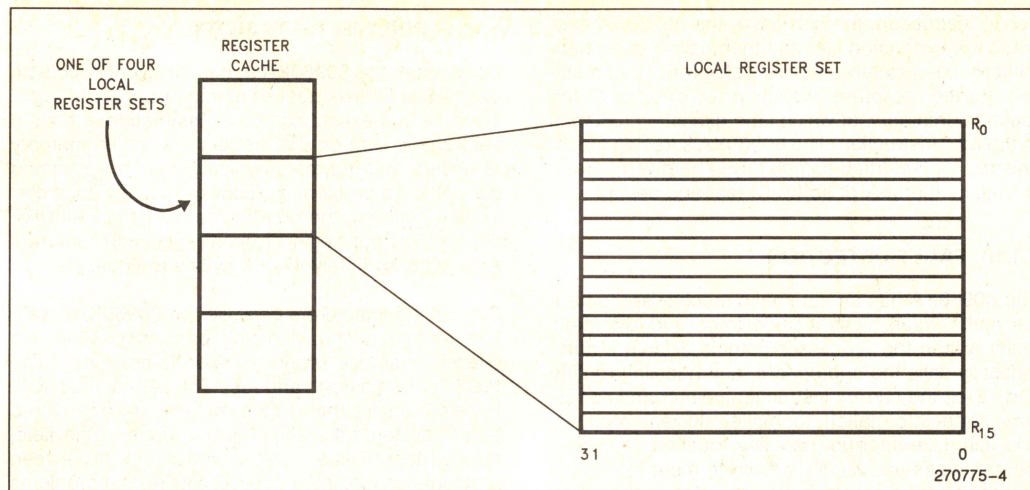 ONE OF FOUR
LOCAL
REGISTER SETS
REGISTER
CACHE
LOCAL REGISTER SET
R0
R15
31
0
270775-4